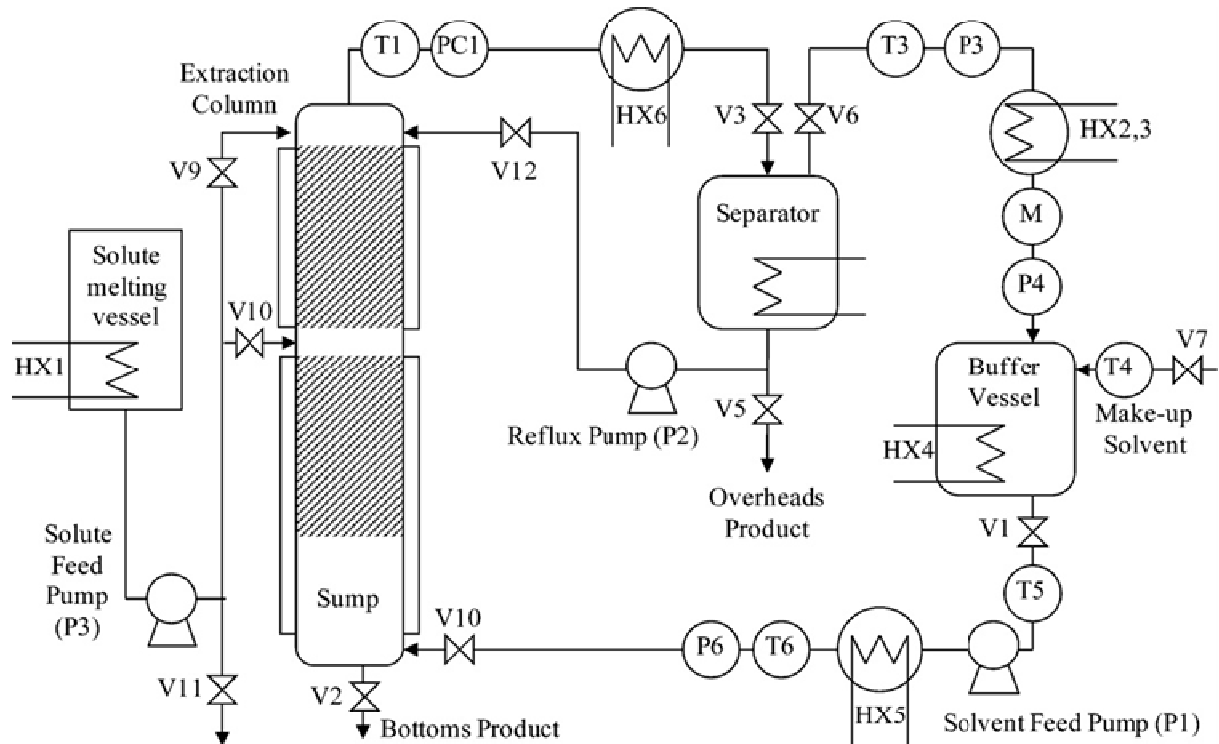 T1
PC1
T3
P3
Extraction
Column
HX6
V3
V6
HX2,3
V9
V12
M
Separator
Solute
melting
vessel
P4
V10
V7
HX1
Buffer
Vessel
T4
V5
Make-up
Solvent
Reflux Pump (P2)
HX4
Overheads
Product
V1
Solute
Feed
Pump
(P3)
Sump
T5
V10
P6
T6
V11
V2
Bottoms Product
HX5
Solvent Feed Pump (P1)